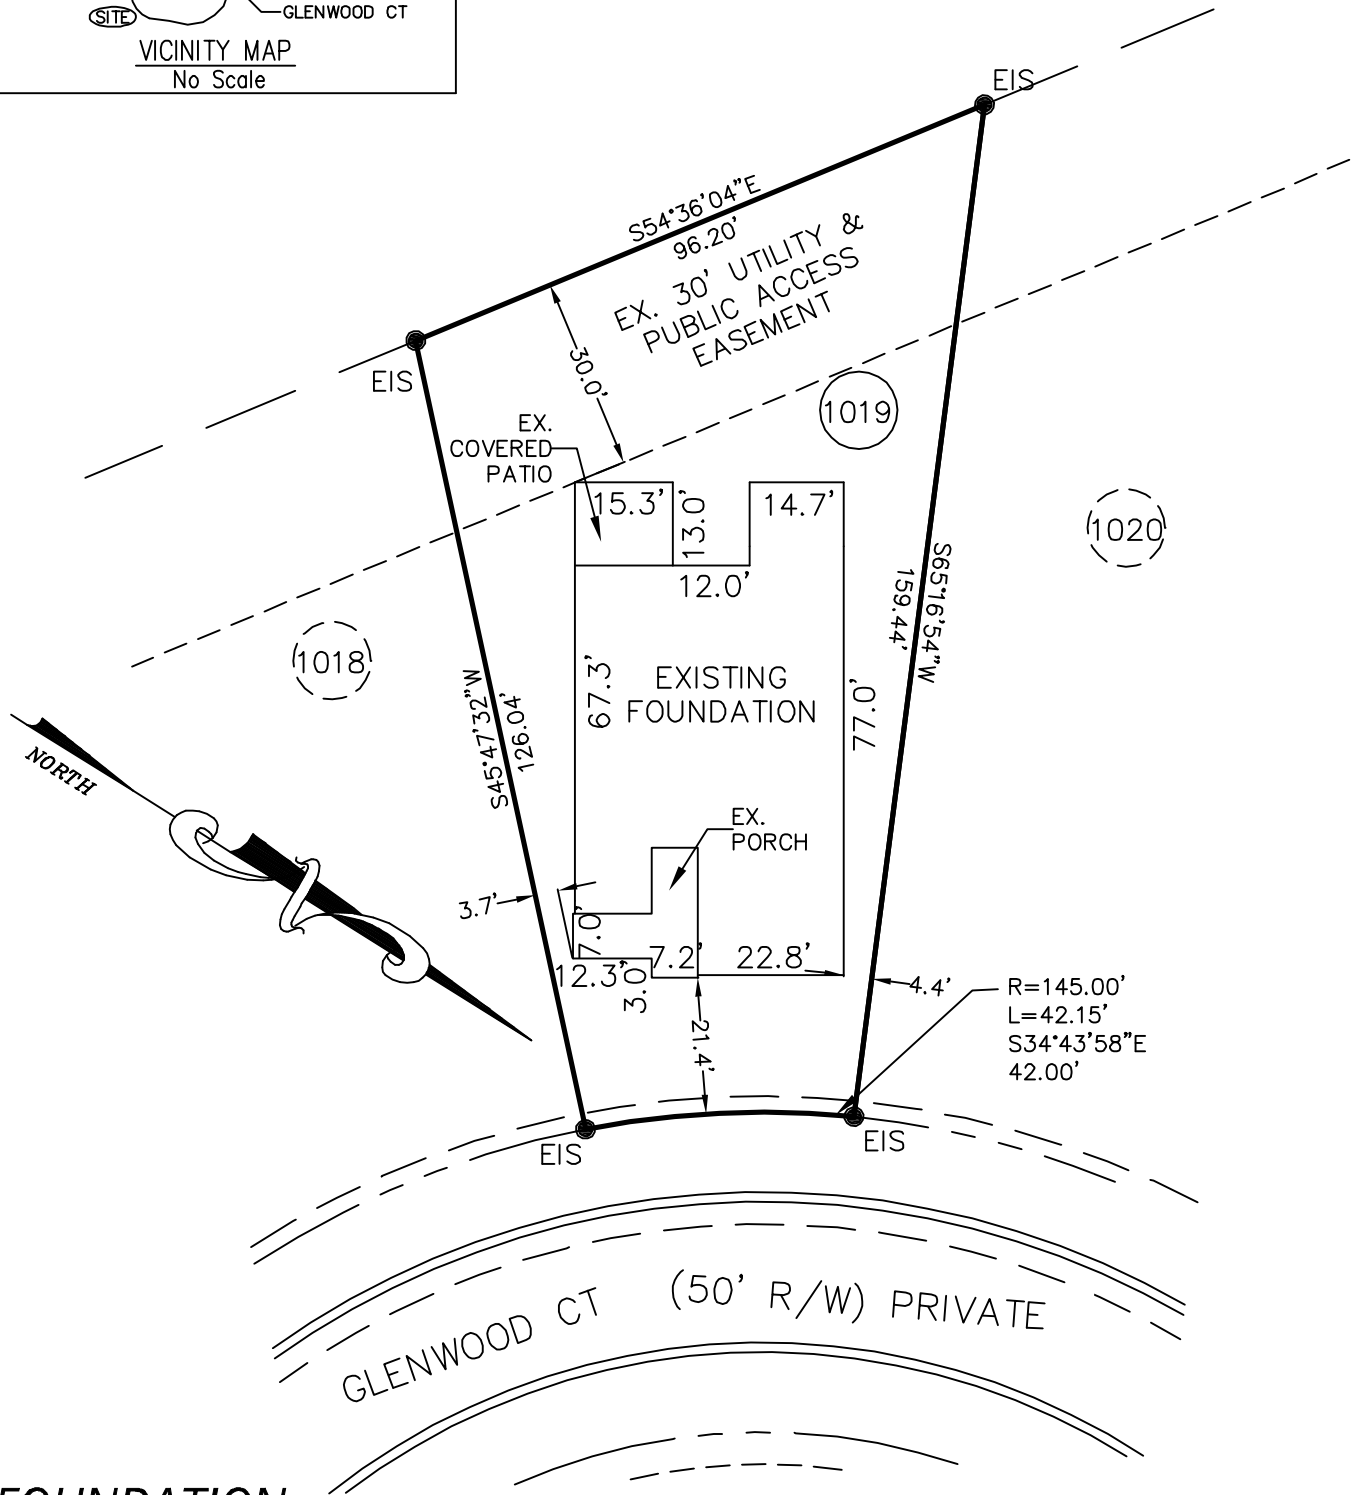 SITE
GLENWOOD CT
VICINITY MAP
No Scale
EIS
S54°36'04"E
96.20'
EX. 30' UTILITY &
PUBLIC ACCESS
EASEMENT
30.0'
EIS
1019
EX.
COVERED
PATIO
15.3'
13.0'
14.7'
12.0'
1020
S65°16'54"W
159.44'
1018
67.3'
EXISTING
FOUNDATION
77.0'
S45°47'32"W
126.04'
NORTH
EX.
PORCH
3.7'
7.0'
12.3'
3.0'
7.2'
22.8'
4.4'
21.4'
R=145.00'
L=42.15'
S34°43'58"E
42.00'
EIS
EIS
GLENWOOD CT (50' R/W) PRIVATE
FOUNDATION